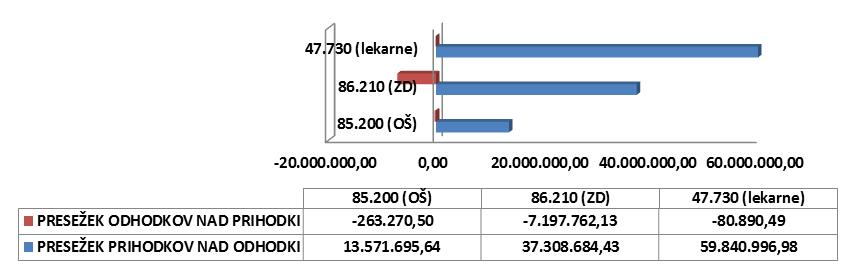 47.730 (lekarne)
86.210 (ZD)
85.200 (OŠ)
-20.000.000,00 0,00 20.000.000,00 40.000.000,00 60.000.000,00
85.200 (OŠ) 86.210 (ZD) 47.730 (lekarne)
PRESEŽEK ODHODKOV NAD PRIHODKI -263.270,50 -7.197.762,13 -80.890,49
PRESEŽEK PRIHODKOV NAD ODHODKI 13.571.695,64 37.308.684,43 59.840.996,98